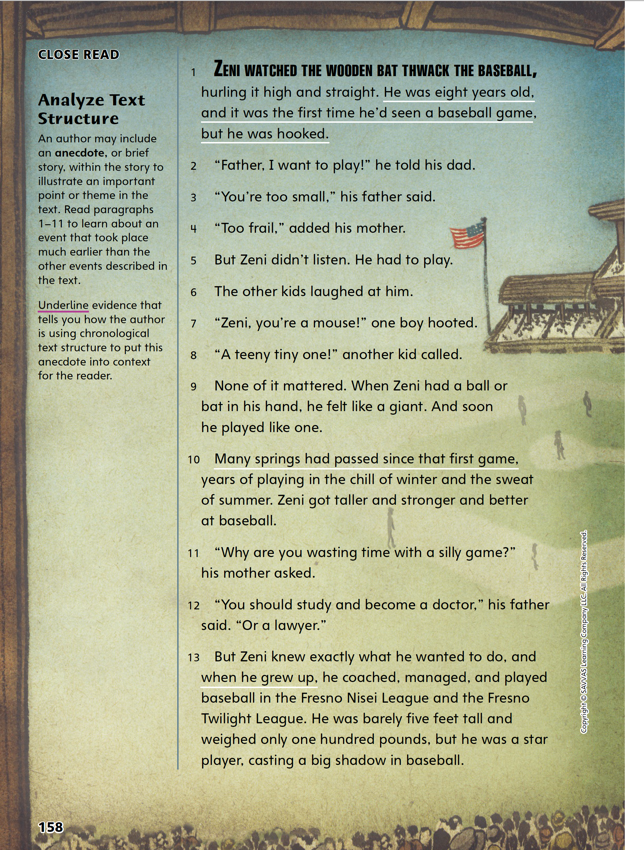 CLOSE READ
Analyze Text
Structure
An author may include
an anecdote, or brief
story, within the story to
illustrate an important
point or theme in the
text. Read paragraphs
1–11 to learn about an
event that took place
much earlier than the
other events described in
the text.
Underline evidence that
tells you how the author
is using chronological
text structure to put this
anecdote into context
for the reader.
1 ZENI WATCHED THE WOODEN BAT THWACK THE BASEBALL,
hurling it high and straight. He was eight years old,
and it was the first time he’d seen a baseball game,
but he was hooked.
2 “Father, I want to play!” he told his dad.
3 “You’re too small,” his father said.
4 “Too frail,” added his mother.
5 But Zeni didn’t listen. He had to play.
6 The other kids laughed at him.
7 “Zeni, you’re a mouse!” one boy hooted.
8 “A teeny tiny one!” another kid called.
9 None of it mattered. When Zeni had a ball or
bat in his hand, he felt like a giant. And soon
he played like one.
10 Many springs had passed since that first game,
years of playing in the chill of winter and the sweat
of summer. Zeni got taller and stronger and better
at baseball.
11 “Why are you wasting time with a silly game?”
his mother asked.
12 “You should study and become a doctor,” his father
said. “Or a lawyer.”
13 But Zeni knew exactly what he wanted to do, and
when he grew up, he coached, managed, and played
baseball in the Fresno Nisei League and the Fresno
Twilight League. He was barely five feet tall and
weighed only one hundred pounds, but he was a star
player, casting a big shadow in baseball.
Copyright © SAVVAS Learning Company LLC. All Rights Reserved.
158